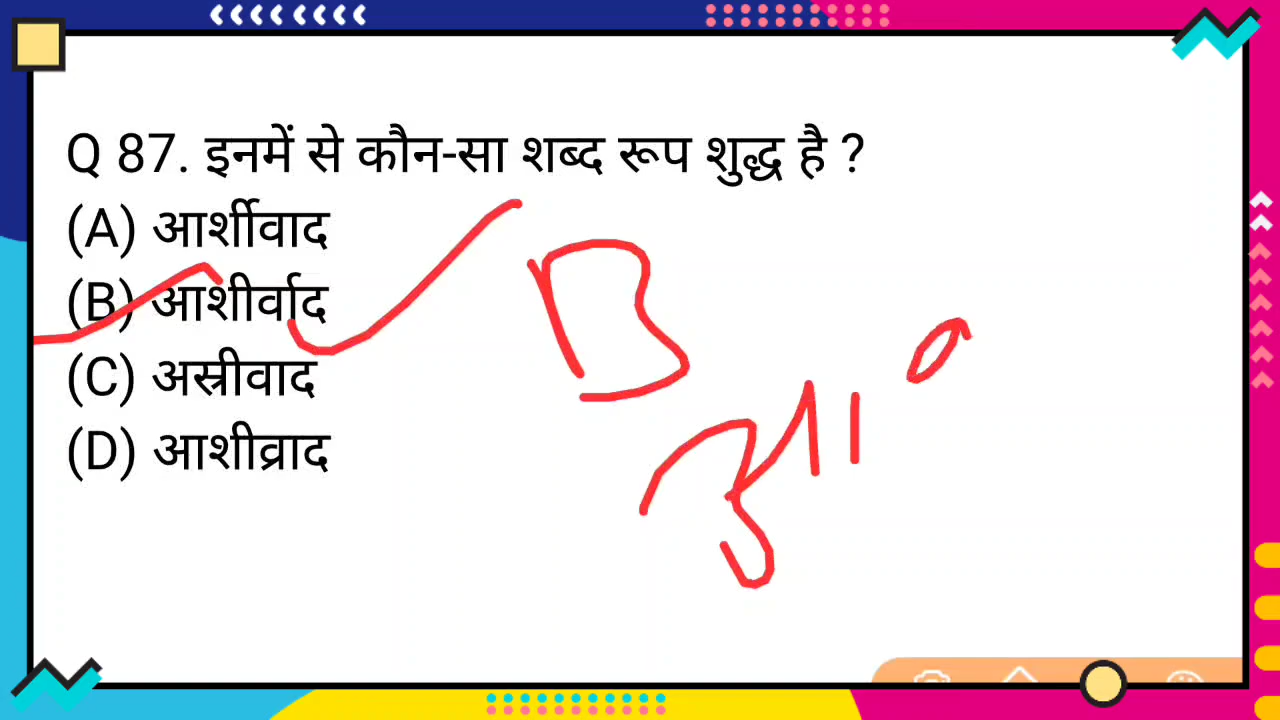 Q 87. इनमें से कौन-सा शब्द रूप शुद्ध है ?
(A) आर्शीवाद
(B) आशीर्वाद
B
(C) अस्रीवाद
आ
(D) आशीव्राद